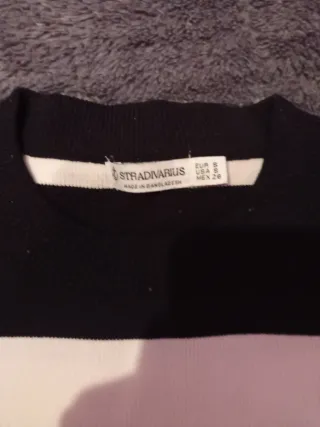 STRADIVARIUS
MADE IN BANGLADESH
EUR S
USA S
MEX 26